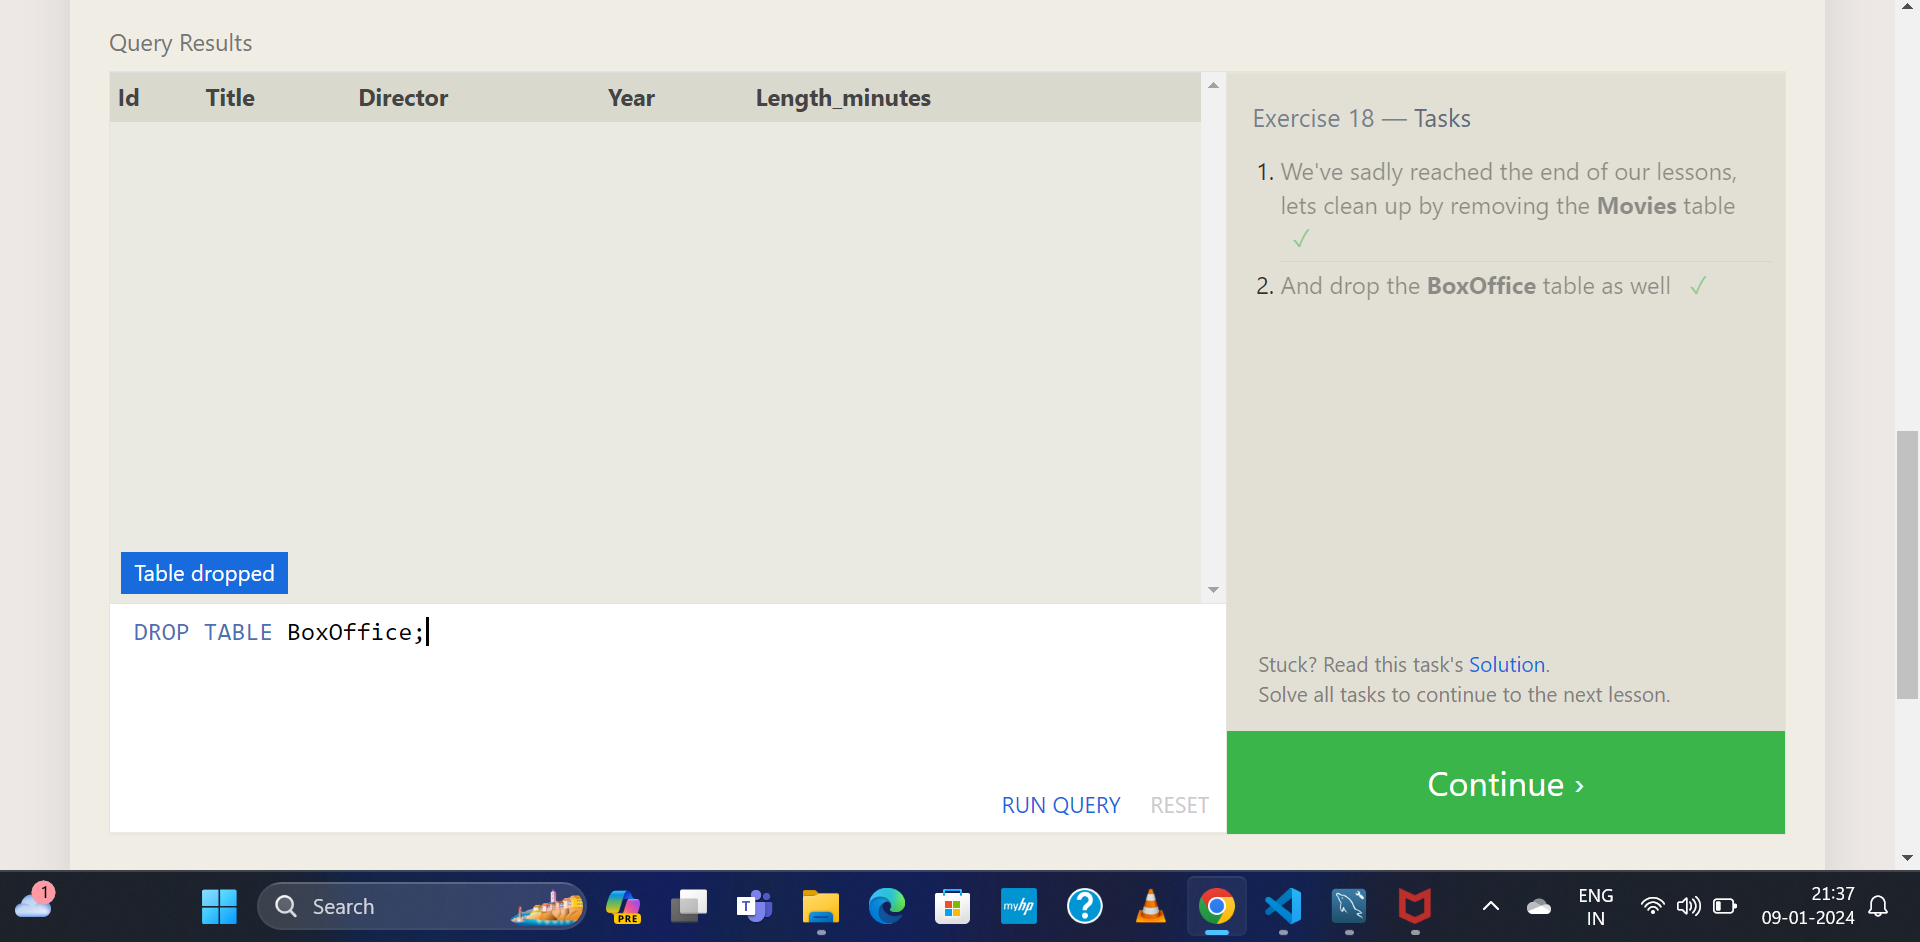 Query Results
Id Title Director Year Length_minutes
Table dropped
DROP TABLE BoxOffice;
RUN QUERY RESET
Exercise 18 — Tasks
1. We've sadly reached the end of our lessons,
lets clean up by removing the Movies table
✓
2. And drop the BoxOffice table as well ✓
Stuck? Read this task's Solution.
Solve all tasks to continue to the next lesson.
Continue ›
1
Search
PRE
T
myhp
?
ENG
IN
21:37
09-01-2024